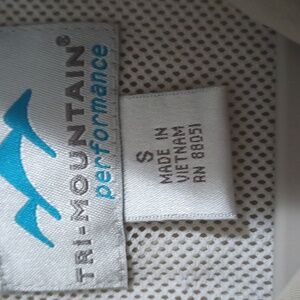 TRI-MOUNTAIN®
performance
S
MADE IN
VIETNAM
RN 88051